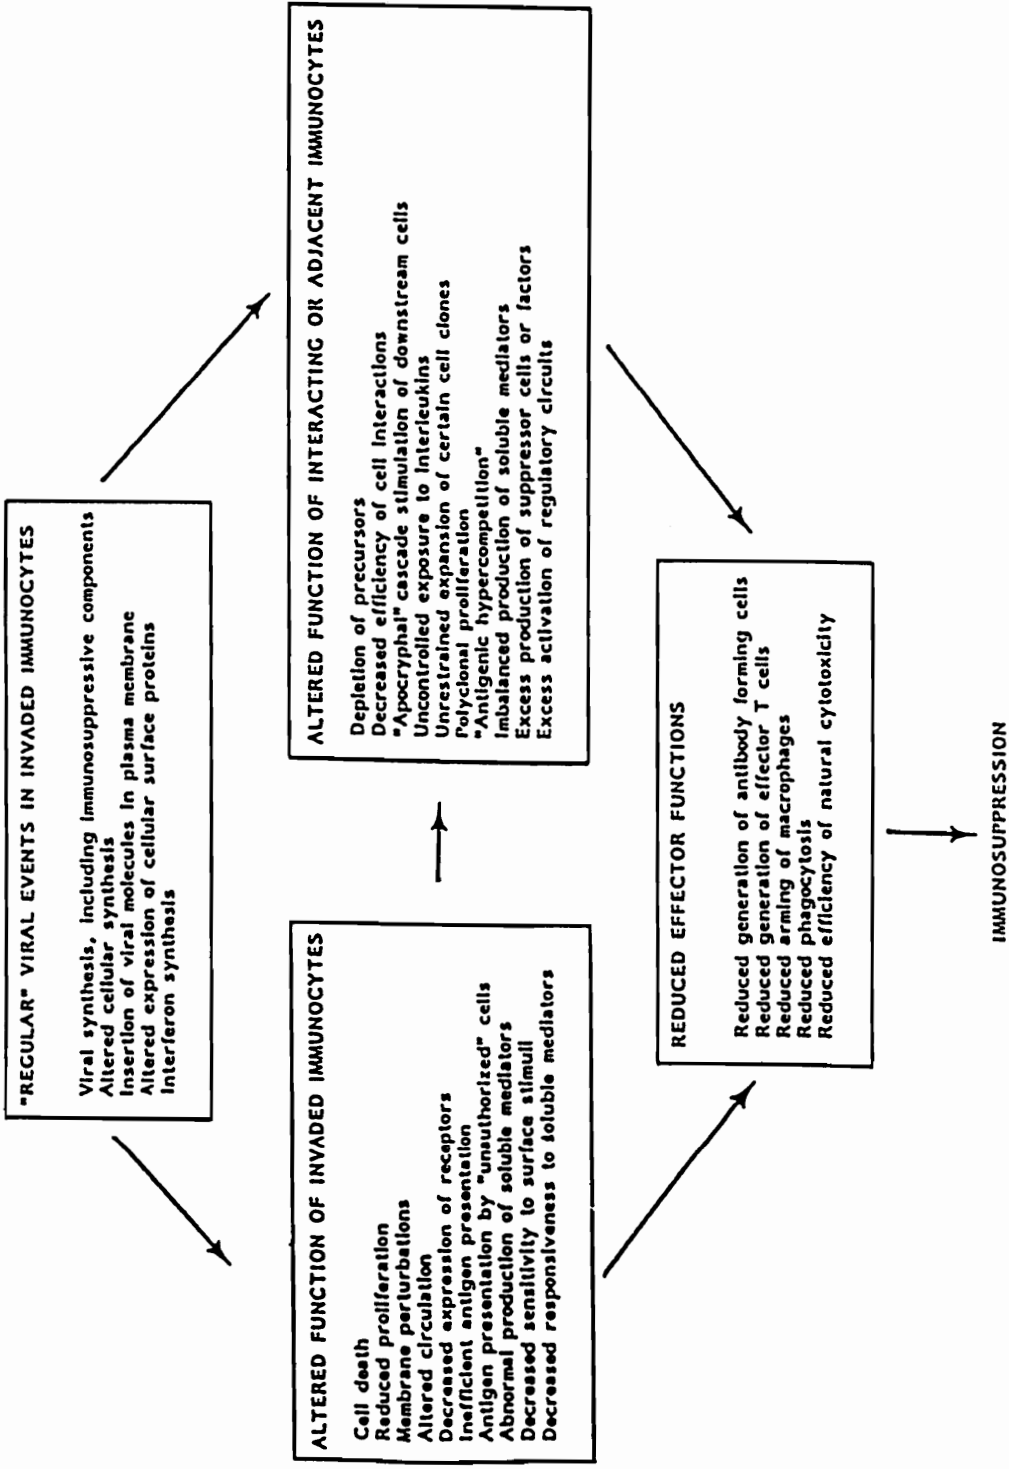 "REGULAR" VIRAL EVENTS IN INVADED IMMUNOCYTES
Viral synthesis, including immunosuppressive components
Altered cellular synthesis
Insertion of viral molecules in plasma membrane
Altered expression of cellular surface proteins
Interferon synthesis
ALTERED FUNCTION OF INVADED IMMUNOCYTES
Cell death
Reduced proliferation
Membrane perturbations
Altered circulation
Decreased expression of receptors
Inefficient antigen presentation
Antigen presentation by "unauthorized" cells
Abnormal production of soluble mediators
Decreased sensitivity to surface stimuli
Decreased responsiveness to soluble mediators
ALTERED FUNCTION OF INTERACTING OR ADJACENT IMMUNOCYTES
Depletion of precursors
Decreased efficiency of cell interactions
"Apocryphal" cascade stimulation of downstream cells
Uncontrolled exposure to interleukins
Unrestrained expansion of certain cell clones
Polyclonal proliferation
"Antigenic hypercompetition"
Imbalanced production of soluble mediators
Excess production of suppressor cells or factors
Excess activation of regulatory circuits
REDUCED EFFECTOR FUNCTIONS
Reduced generation of antibody forming cells
Reduced generation of effector T cells
Reduced arming of macrophages
Reduced phagocytosis
Reduced efficiency of natural cytotoxicity
IMMUNOSUPPRESSION